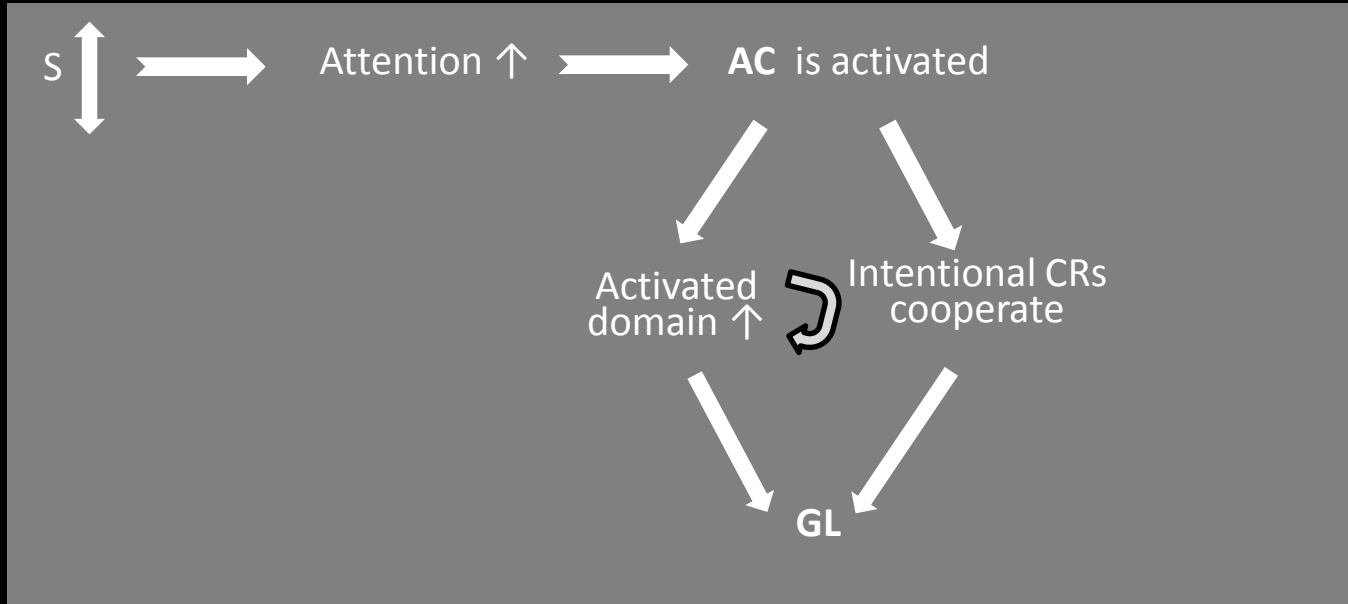 S
Attention ↑
AC is activated
Activated
domain ↑
Intentional CRs
cooperate
GL